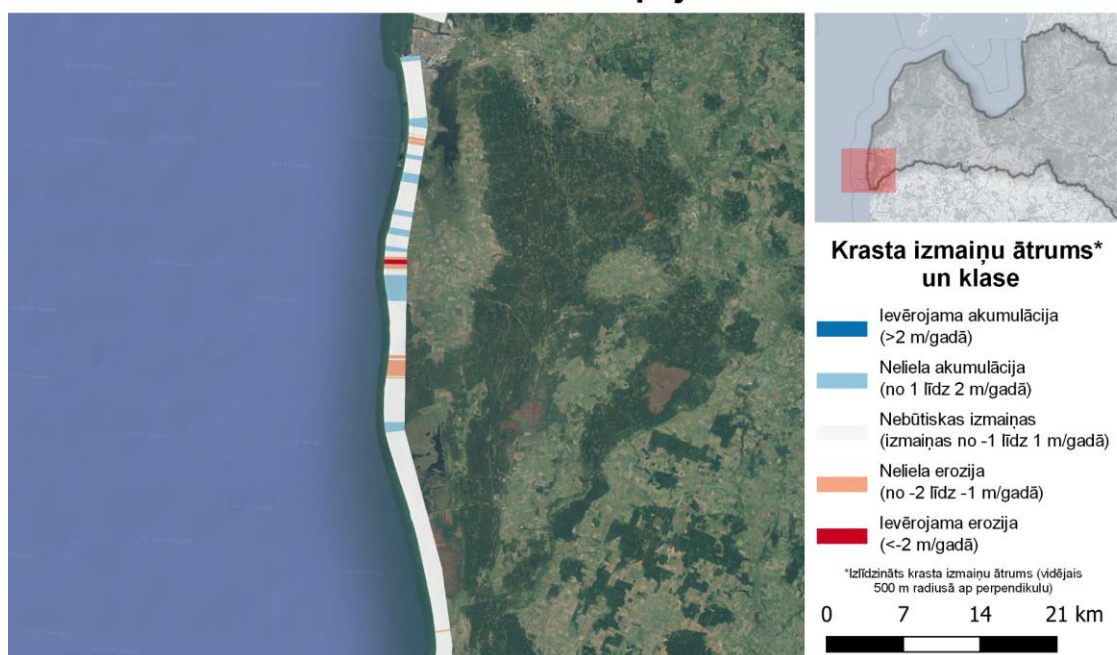 Krasta izmaiņu ātrums*
un klase
Ievērojama akumulācija
(>2 m/gadā)
Neliela akumulācija
(no 1 līdz 2 m/gadā)
Nebūtiskas izmaiņas
(izmaiņas no -1 līdz 1 m/gadā)
Neliela erozija
(no -2 līdz -1 m/gadā)
Ievērojama erozija
(<-2 m/gadā)
*Izlīdzināts krasta izmaiņu ātrums (vidējais
500 m radiusā ap perpendikulu)
0 7 14 21 km